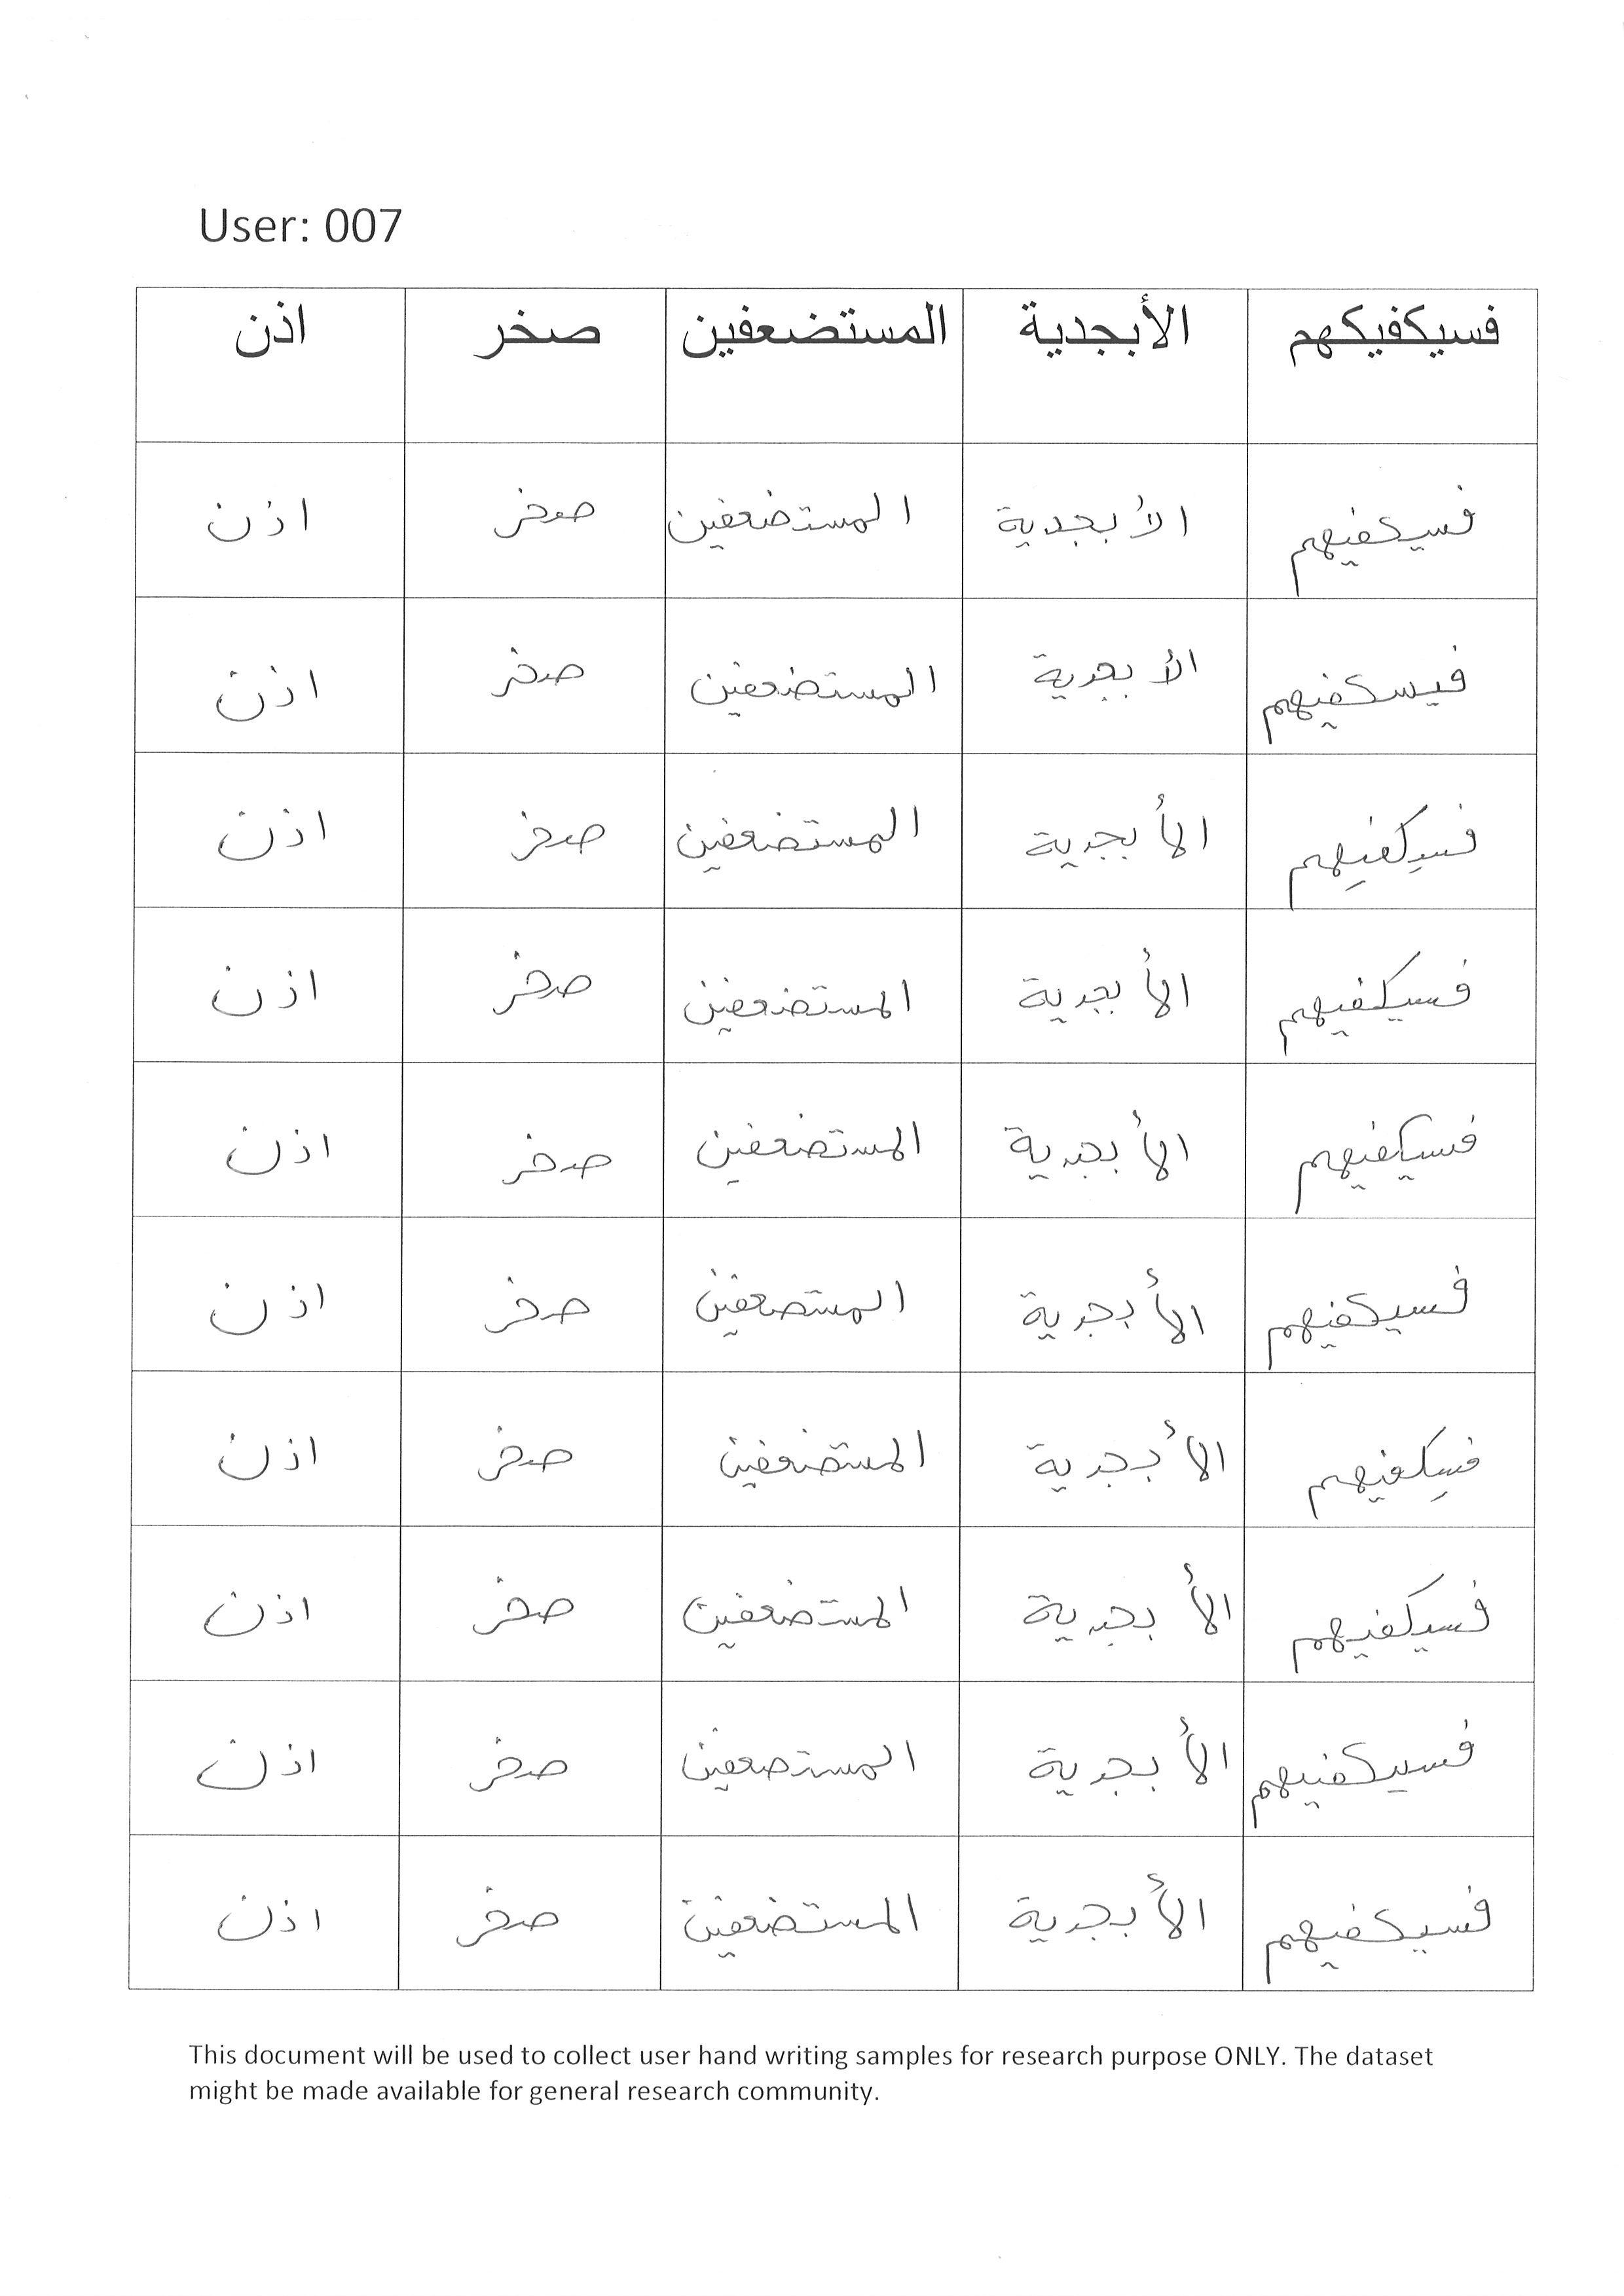 User: 007
فسيكفيكهم الأبجدية المستضعفين صخر اذن
فسيكفيهم الأبجدية المستضعفين صخر اذن
فيسكفيهم الأبجدية المستضعفين صخر اذن
فسيكفيهم الأبجدية المستضعفين صخر اذن
فسيكفيهم الأبجدية المستضعفين صخر اذن
فسيكفيهم الأبجدية المستضعفين صخر اذن
فسيكفيهم الأبجدية المستضعفين صخر اذن
فسيكفيهم الأبجدية المستضعفين صخر اذن
فسيكفيهم الأبجدية المستضعفين صخر اذن
فسيكفيهم الأبجدية المستضعفين صخر اذن
فسيكفيهم الأبجدية المستضعفين صخر اذن
This document will be used to collect user hand writing samples for research purpose ONLY. The dataset
might be made available for general research community.